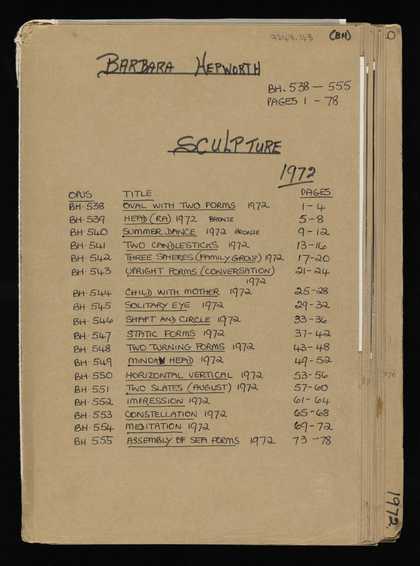 (BH)
BARBARA HEPWORTH
BH. 538 — 555
PAGES 1 - 78
SCULPTURE
1972
OPUS TITLE PAGES
BH·538 OVAL WITH TWO FORMS 1972 1-4
BH·539 HEAD (RA) 1972 BRONZE 5-8
BH·540 SUMMER DANCE 1972 BRONZE 9-12
BH·541 TWO CANDLESTICKS 1972 13-16
BH·542 THREE SPHERES (FAMILY GROUP) 1972 17-20
BH·543 UPRIGHT FORMS (CONVERSATION) 21-24
1972
BH·544 CHILD WITH MOTHER 1972 25-28
BH·545 SOLITARY EYE 1972 29-32
BH·546 SHAFT AND CIRCLE 1972 33-36
BH·547 STATIC FORMS 1972 37-42
BH·548 TWO TURNING FORMS 1972 43-48
BH·549 MINOAN HEAD 1972 49-52
BH·550 HORIZONTAL VERTICAL 1972 53-56
BH·551 TWO SLATES (AUGUST) 1972 57-60
BH·552 IMPRESSION 1972 61-64
BH·553 CONSTELLATION 1972 65-68
BH·554 MEDITATION 1972 69-72
BH 555 ASSEMBLY OF SEA FORMS 1972 73-78
1972